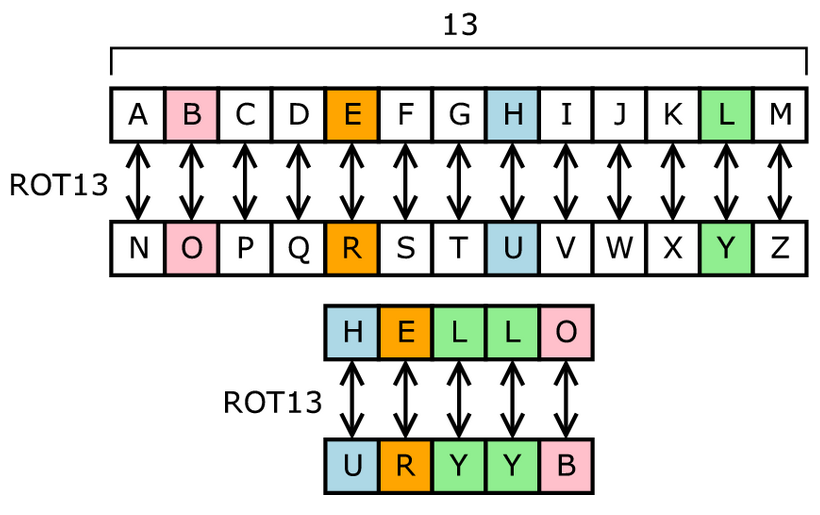 13
A B C D E F G H I J K L M
ROT13
N O P Q R S T U V W X Y Z
H E L L O
ROT13
U R Y Y B